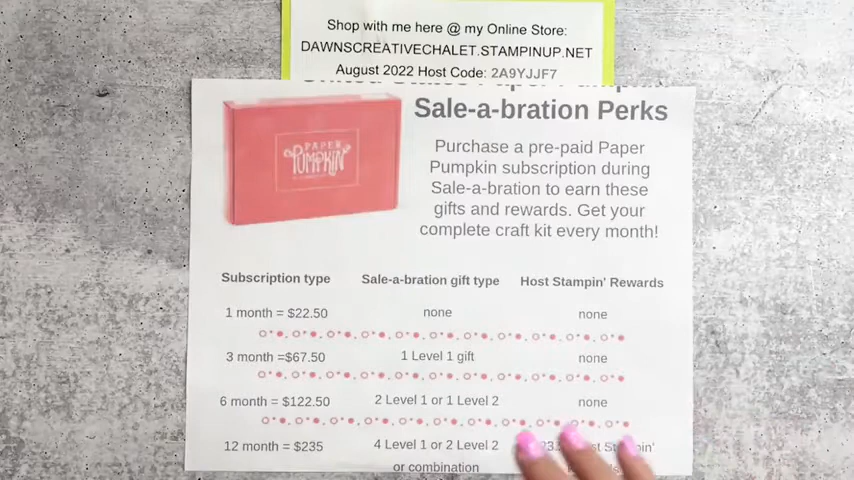 Shop with me here @ my Online Store:
DAWNSCREATIVECHALET.STAMPINUP.NET
August 2022 Host Code: 2A9YJJF7
Sale-a-bration Perks
PAPER
PUMPKIN
Purchase a pre-paid Paper
Pumpkin subscription during
Sale-a-bration to earn these
gifts and rewards. Get your
complete craft kit every month!
Subscription type Sale-a-bration gift type Host Stampin' Rewards
1 month = $22.50 none none
3 month =$67.50 1 Level 1 gift none
6 month = $122.50 2 Level 1 or 1 Level 2 none
12 month = $235 4 Level 1 or 2 Level 2 Stampin'
or combination